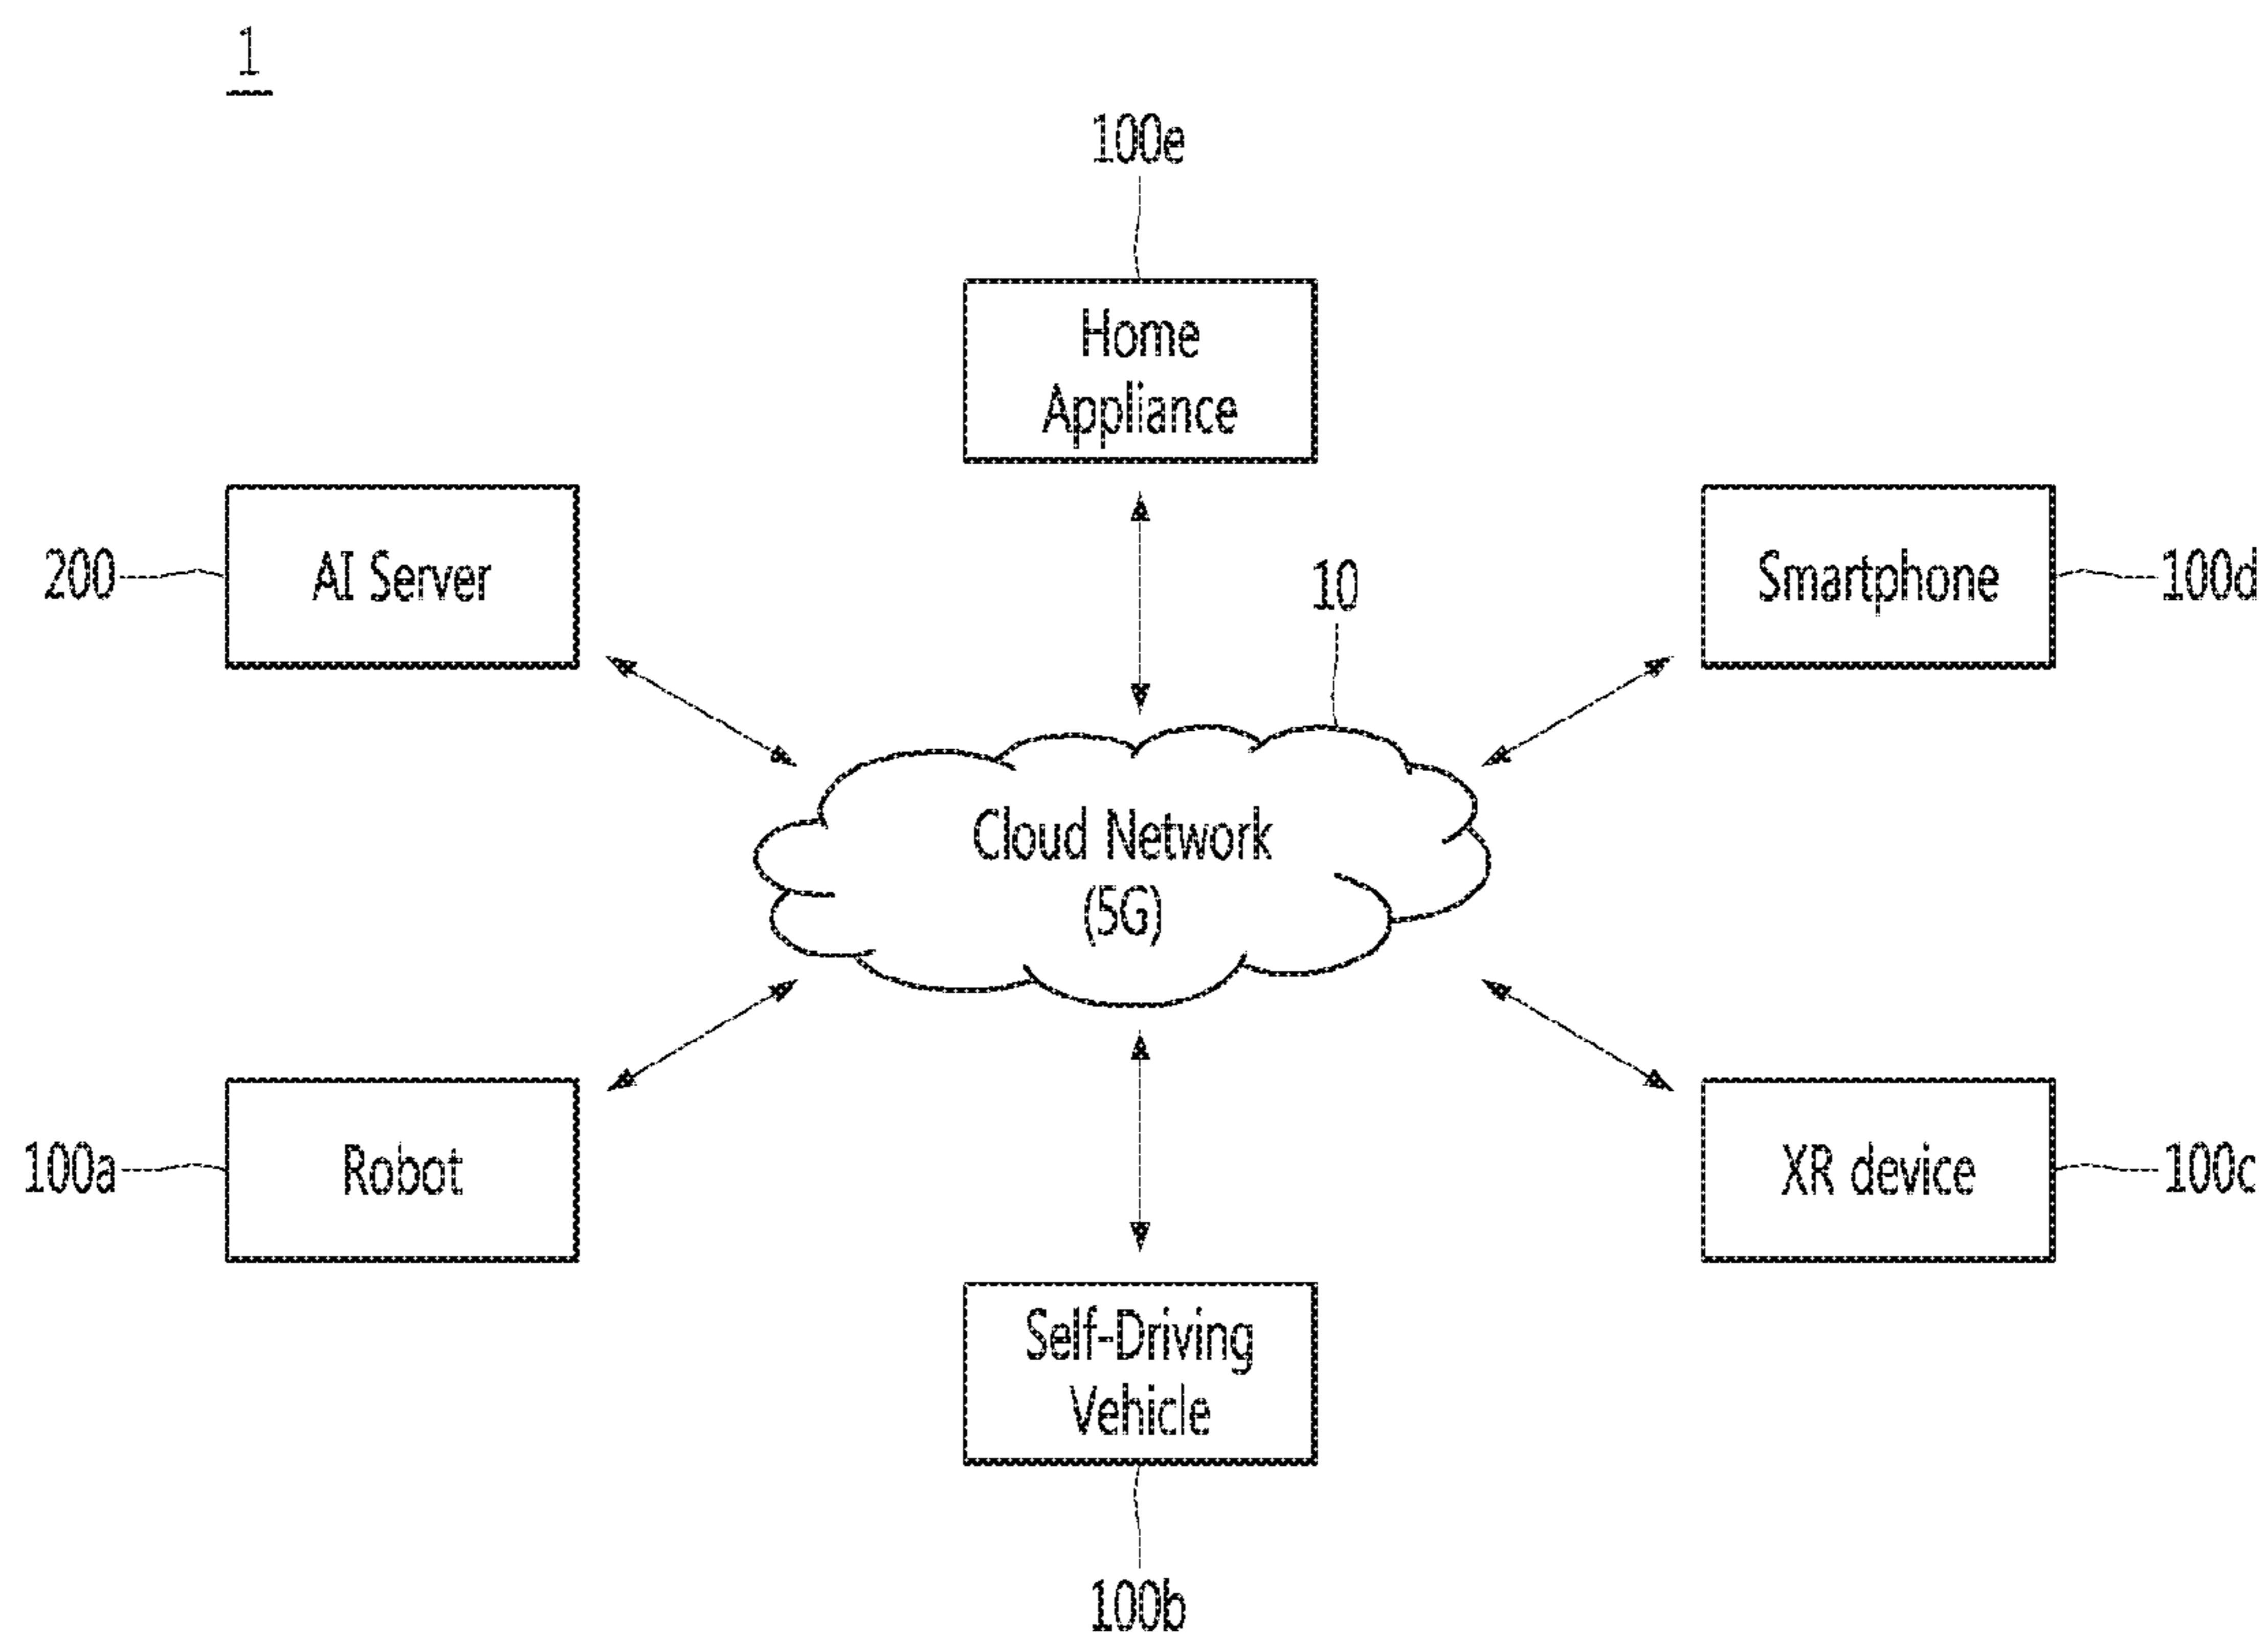 1
100e
Home
Appliance
200
AI Server
Smartphone
100d
10
Cloud Network
(5G)
100a
Robot
XR device
100c
Self-Driving
Vehicle
100b